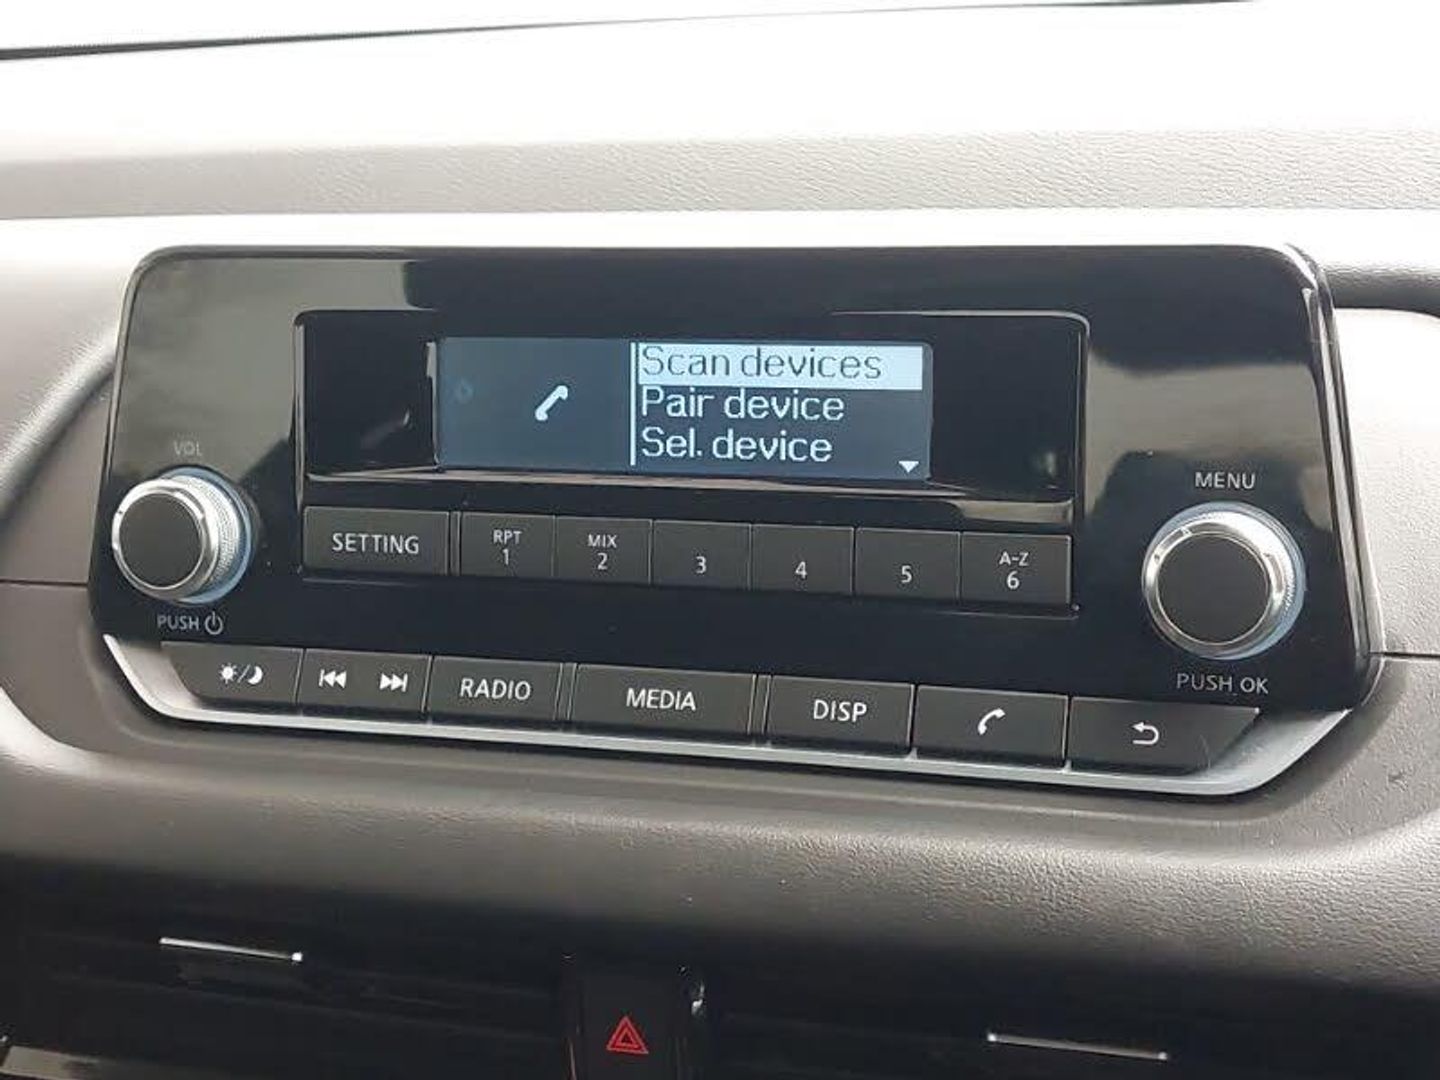 Scan devices
Pair device
Sel. device
VOL
MENU
SETTING
RPT
1
MIX
2
3
4
5
A-Z
6
PUSH
PUSH OK
RADIO
MEDIA
DISP